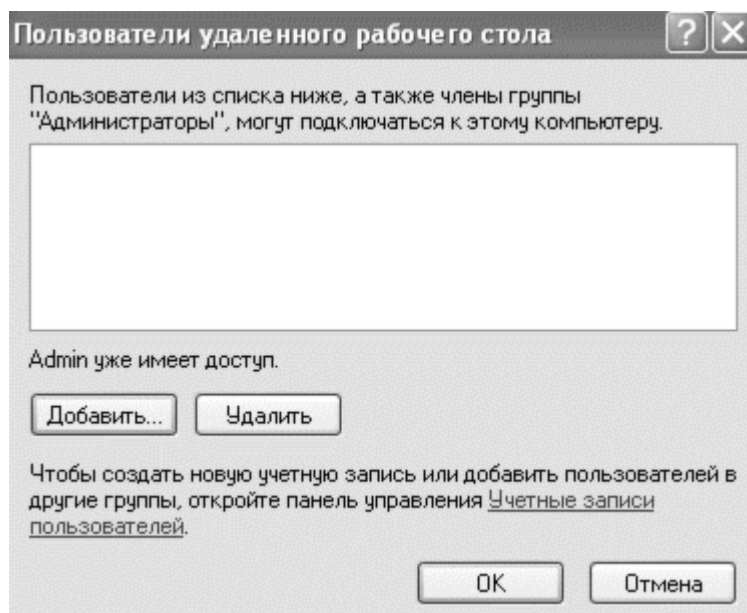 Пользователи удаленного рабочего стола
Пользователи из списка ниже, а также члены группы
"Администраторы", могут подключаться к этому компьютеру.
Admin уже имеет доступ.
Добавить... Удалить
Чтобы создать новую учетную запись или добавить пользователей в
другие группы, откройте панель управления Учетные записи
пользователей.
OK Отмена